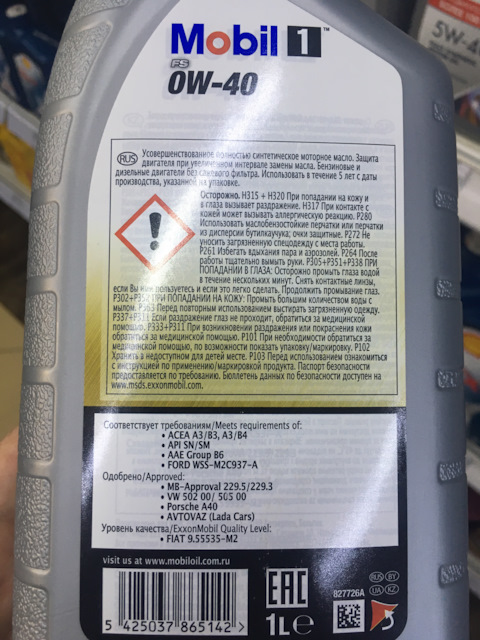 Mobil 1™
FS
0W-40
5W-4
RUS Усовершенствованное полностью синтетическое моторное масло. Защита
двигателя при увеличенном интервале замены масла. Бензиновые и
дизельные двигатели без сажевого фильтра. Использовать в течение 5 лет с даты
производства, указанной на упаковке.
Осторожно. H315 + H320 При попадании на кожу и
в глаза вызывает раздражение. H317 При контакте с
кожей может вызывать аллергическую реакцию. P280
Использовать маслобензостойкие перчатки или перчатки
из дисперсии бутилкаучука; очки защитные. P272 Не
уносить загрязненную спецодежду с места работы.
P261 Избегать вдыхания пара и аэрозолей. P264 После
работы тщательно вымыть руки. P305+P351+P338 ПРИ
ПОПАДАНИИ В ГЛАЗА: Осторожно промыть глаза водой
в течение нескольких минут. Снять контактные линзы,
если Вы ими пользуетесь и если это легко сделать. Продолжить промывание глаз.
P302+P352 ПРИ ПОПАДАНИИ НА КОЖУ: Промыть большим количеством воды с
мылом. P363 Перед повторным использованием выстирать загрязненную одежду.
P337+P311 Если раздражение глаз не проходит, обратиться за медицинской
помощью. P333+P311 При возникновении раздражения или покраснения кожи
обратиться за медицинской помощью. P101 При необходимости обратиться за
медицинской помощью, по возможности показать упаковку/маркировку. P102
Хранить в недоступном для детей месте. P103 Перед использованием ознакомиться
с инструкцией по применению/маркировкой продукта. Паспорт безопасности
предоставляется по требованию. Бюллетень данных по безопасности доступен на
www.msds.exxonmobil.com.
Соответствует требованиям/Meets requirements of:
• ACEA A3/B3, A3/B4
• API SN/SM
• AAE Group B6
• FORD WSS-M2C937-A
Одобрено/Approved:
• MB-Approval 229.5/229.3
• VW 502 00/ 505 00
• Porsche A40
• AVTOVAZ (Lada Cars)
Уровень качества/ExxonMobil Quality Level:
• FIAT 9.55535-M2
visit us at www.mobiloil.com.ru
5 425037 865142 >
EAC
1L℮
827726A
RUS BY
UA KZ